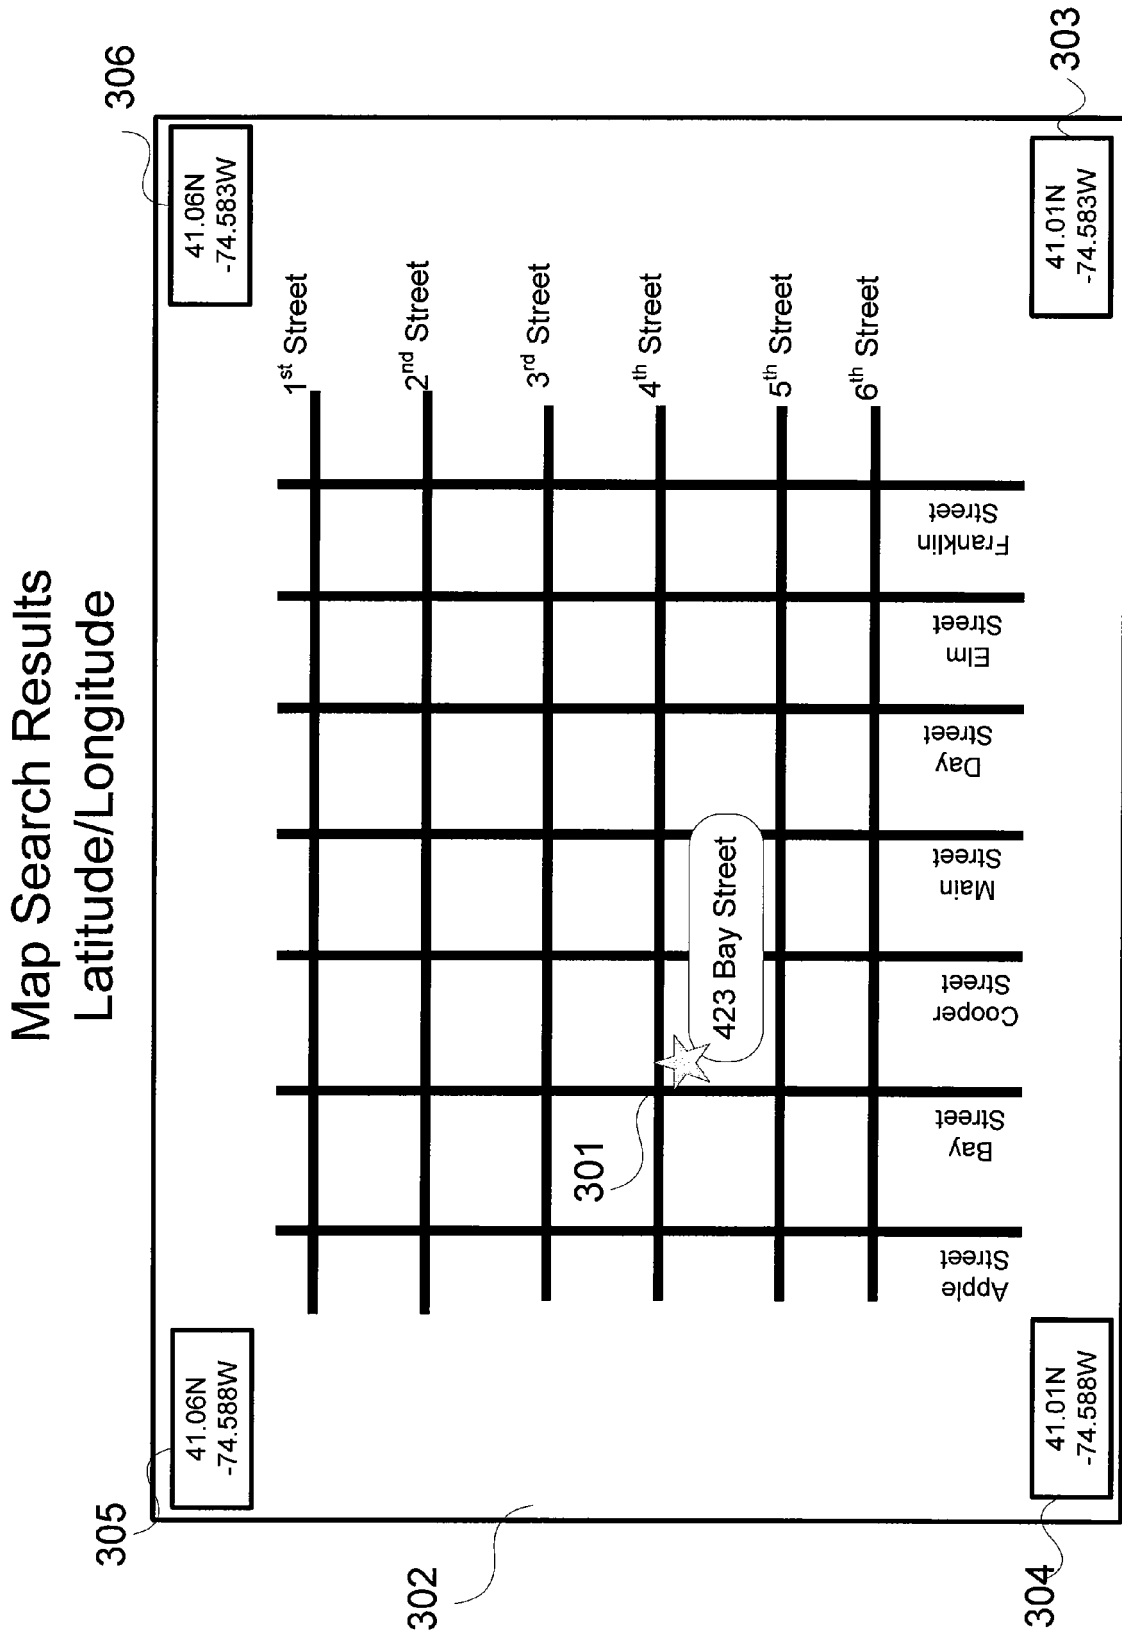 Map Search Results
Latitude/Longitude
305
306
41.06N
-74.588W
41.06N
-74.583W
1st Street
2nd Street
3rd Street
4th Street
5th Street
6th Street
302
301
423 Bay Street
Apple
Street
Bay
Street
Cooper
Street
Main
Street
Day
Street
Elm
Street
Franklin
Street
41.01N
-74.588W
41.01N
-74.583W
304
303